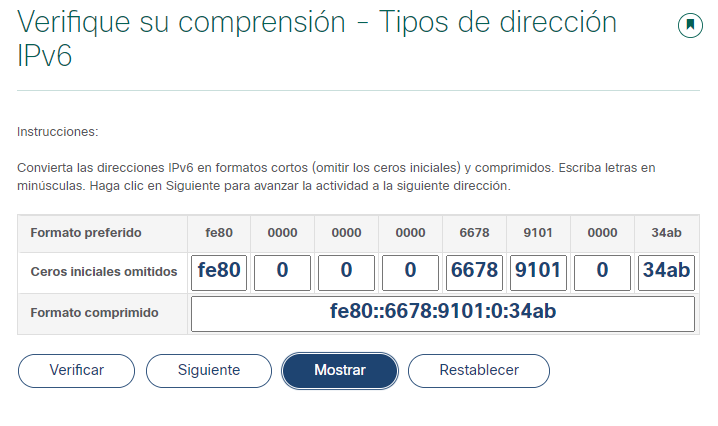 Verifique su comprensión - Tipos de dirección
IPv6
Instrucciones:
Convierta las direcciones IPv6 en formatos cortos (omitir los ceros iniciales) y comprimidos. Escriba letras en
minúsculas. Haga clic en Siguiente para avanzar la actividad a la siguiente dirección.
Formato preferido fe80 0000 0000 0000 6678 9101 0000 34ab
Ceros iniciales omitidos fe80 0 0 0 6678 9101 0 34ab
Formato comprimido fe80::6678:9101:0:34ab
Verificar Siguiente Mostrar Restablecer